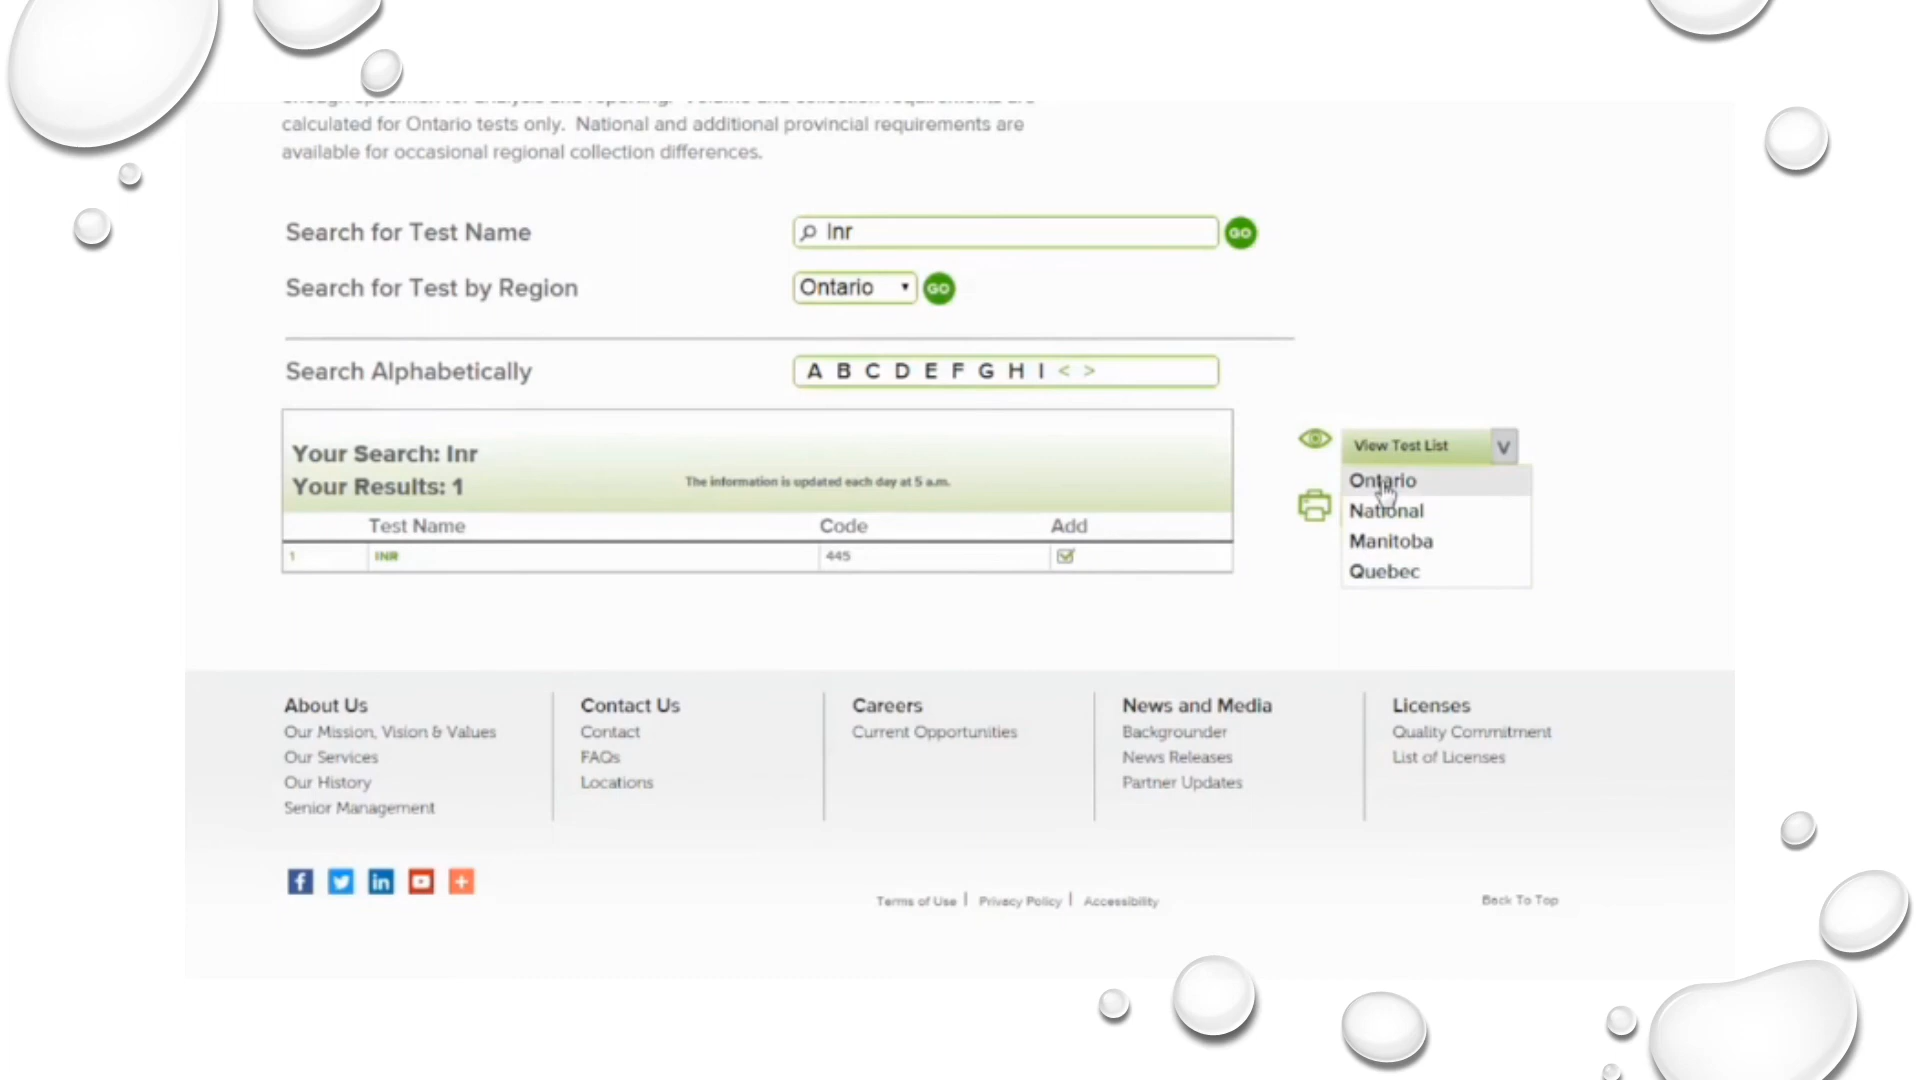 calculated for Ontario tests only. National and additional provincial requirements are
available for occasional regional collection differences.
Search for Test Name
Inr
GO
Search for Test by Region
Ontario
GO
Search Alphabetically
A B C D E F G H I < >
Your Search: Inr
Your Results: 1
The information is updated each day at 5 a.m.
Test Name Code Add
1 INR 445
View Test List V
Ontario
National
Manitoba
Quebec
About Us
Our Mission, Vision & Values
Our Services
Our History
Senior Management
Contact Us
Contact
FAQs
Locations
Careers
Current Opportunities
News and Media
Backgrounder
News Releases
Partner Updates
Licenses
Quality Commitment
List of Licenses
Terms of Use | Privacy Policy | Accessibility
Back To Top